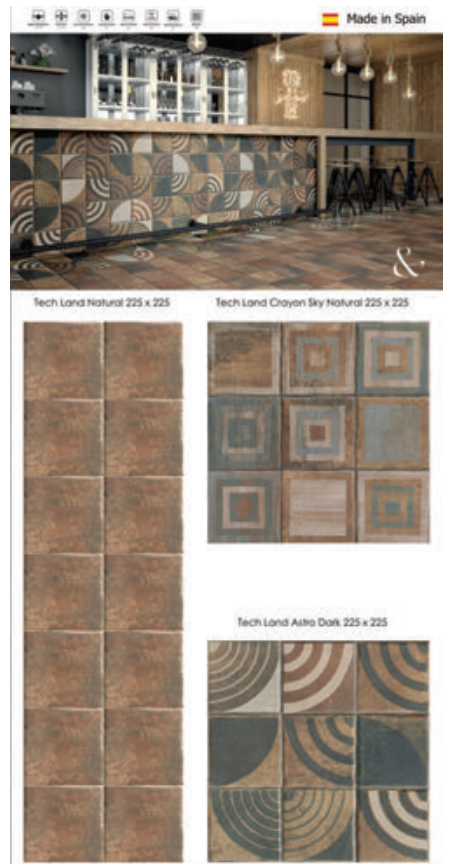 Made in Spain
&
Tech Land Natural 225 x 225
Tech Land Crayon Sky Natural 225 x 225
Tech Land Astro Dark 225 x 225